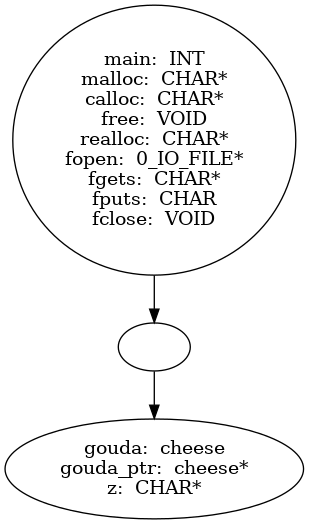 main: INT
malloc: CHAR*
calloc: CHAR*
free: VOID
realloc: CHAR*
fopen: 0_IO_FILE*
fgets: CHAR*
fputs: CHAR
fclose: VOID
gouda: cheese
gouda_ptr: cheese*
z: CHAR*